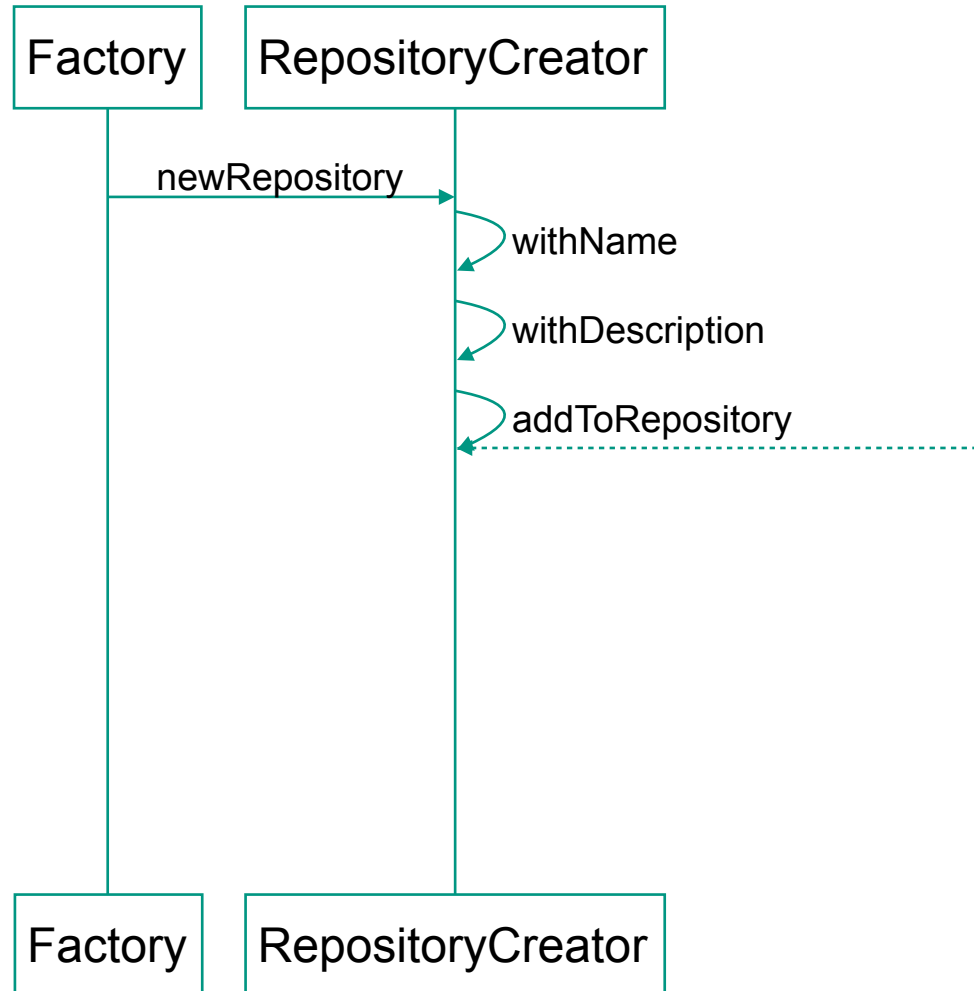 Factory
RepositoryCreator
newRepository
withName
withDescription
addToRepository
Factory
RepositoryCreator